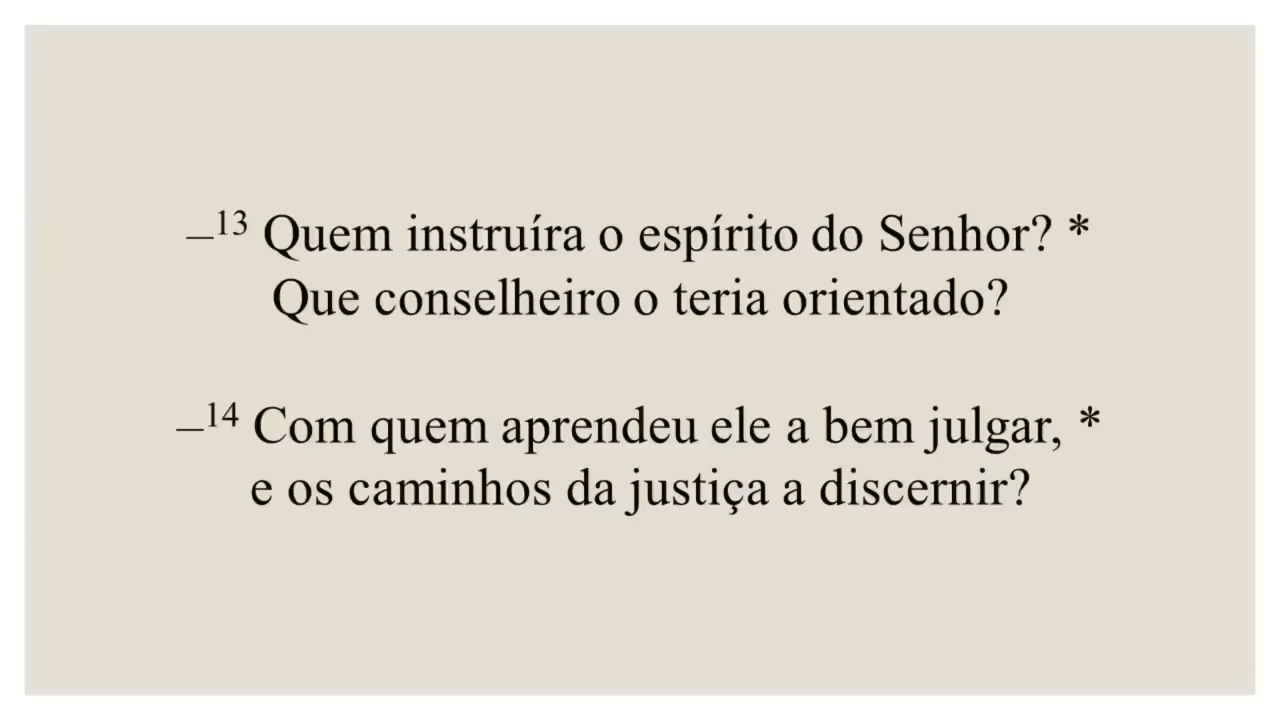 –¹³ Quem instruíra o espírito do Senhor? *
Que conselheiro o teria orientado?
–¹⁴ Com quem aprendeu ele a bem julgar, *
e os caminhos da justiça a discernir?